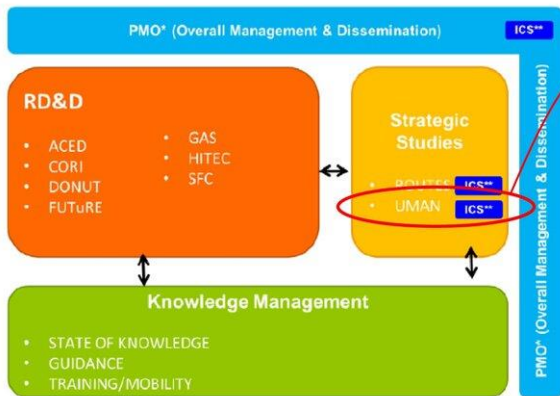 PMO* (Overall Management & Dissemination)
ICS**
RD&D
• ACED
• CORI
• DONUT
• FUTuRE
• GAS
• HITEC
• SFC
Strategic
Studies
• ROUTES ICS**
• UMAN ICS**
Knowledge Management
• STATE OF KNOWLEDGE
• GUIDANCE
• TRAINING/MOBILITY
PMO* (Overall Management & Dissemination)